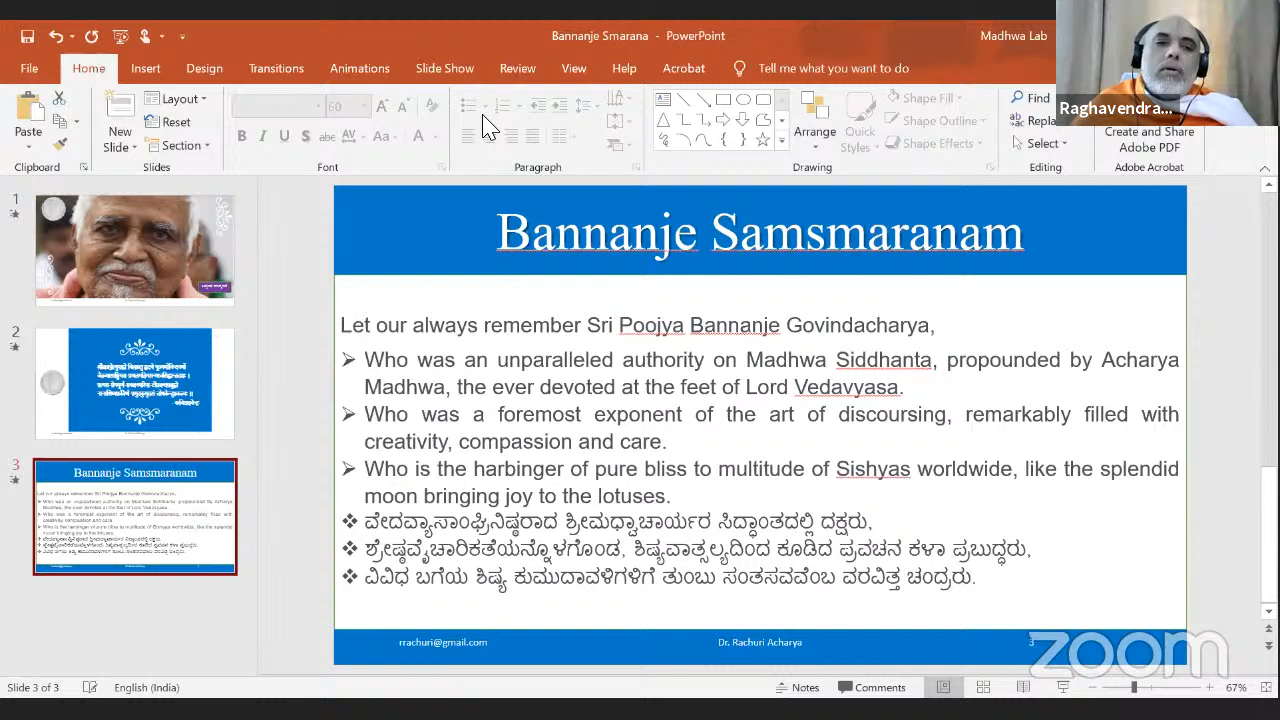 Bannanje Smarana - PowerPoint
Madhwa Lab
File Home Insert Design Transitions Animations Slide Show Review View Help Acrobat Tell me what you want to do
Raghavendra...
Paste
New
Slide
Layout
Reset
Section
60
B I U S abc AV Aa A
Arrange
Quick
Styles
Shape Fill
Shape Outline
Shape Effects
Find
Select
Create and Share
Adobe PDF
Clipboard Slides Font Paragraph Drawing Editing Adobe Acrobat
1
2
3
Bannanje Samsmaranam
Bannanje Samsmaranam
Let our always remember Sri Poojya Bannanje Govindacharya,
Who was an unparalleled authority on Madhwa Siddhanta, propounded by Acharya
Madhwa, the ever devoted at the feet of Lord Vedavyasa.
Who was a foremost exponent of the art of discoursing, remarkably filled with
creativity, compassion and care.
Who is the harbinger of pure bliss to multitude of Sishyas worldwide, like the splendid
moon bringing joy to the lotuses.
ವೇದವ್ಯಾಸಾಂಘ್ರಿನಿಷ್ಠರಾದ ಶ್ರೀಮಧ್ವಾಚಾರ್ಯರ ಸಿದ್ಧಾಂತದಲ್ಲಿ ದಕ್ಷರು,
ಶ್ರೇಷ್ಠವೈಚಾರಿಕತೆಯನ್ನೊಳಗೊಂಡ, ಶಿಷ್ಯವಾತ್ಸಲ್ಯದಿಂದ ಕೂಡಿದ ಪ್ರವಚನ ಕಳಾ ಪ್ರಬುದ್ಧರು,
ವಿವಿಧ ಬಗೆಯ ಶಿಷ್ಯ ಕುಮುದಾವಳಿಗಳಿಗೆ ತುಂಬು ಸಂತಸವವೆಂಬ ವರವಿತ್ತ ಚಂದ್ರರು.
rrachuri@gmail.com Dr. Rachuri Acharya 3
zoom
Slide 3 of 3 English (India) Notes Comments 67%